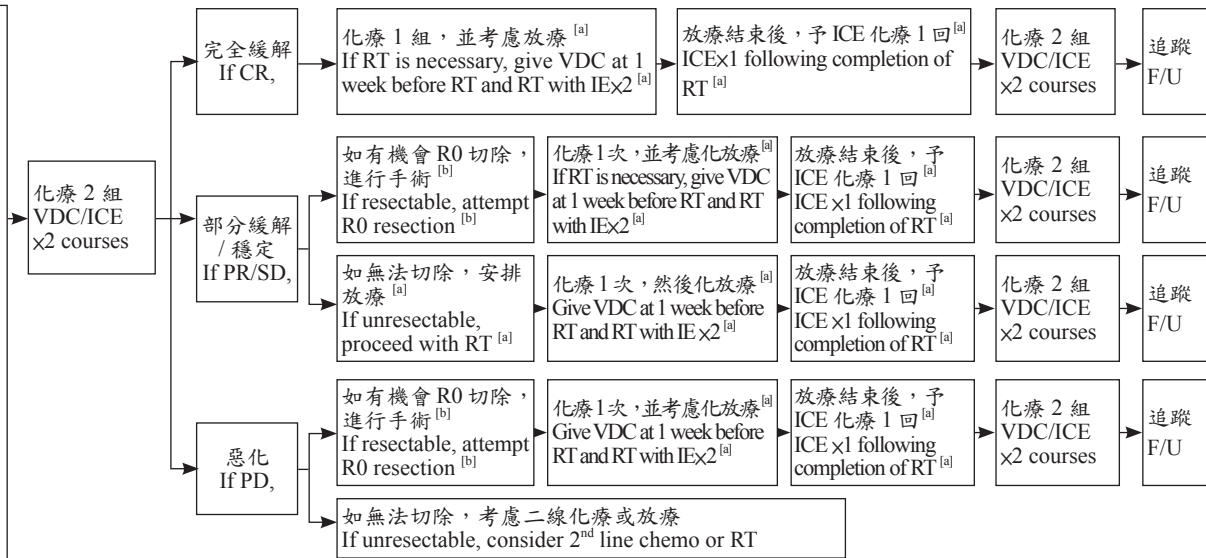 化療 2 組
VDC/ICE
×2 courses
完全緩解
If CR,
化療 1 組，並考慮放療 [a]
If RT is necessary, give VDC at 1
week before RT and RT with IE×2 [a]
放療結束後，予 ICE 化療 1 回 [a]
ICE×1 following completion of
RT [a]
化療 2 組
VDC/ICE
×2 courses
追蹤
F/U
部分緩解
/ 穩定
If PR/SD,
如有機會 R0 切除，
進行手術 [b]
If resectable, attempt
R0 resection [b]
化療 1 次，並考慮化放療 [a]
If RT is necessary, give VDC
at 1 week before RT and RT
with IE×2 [a]
放療結束後，予
ICE 化療 1 回 [a]
ICE ×1 following
completion of RT [a]
化療 2 組
VDC/ICE
×2 courses
追蹤
F/U
如無法切除，安排
放療 [a]
If unresectable,
proceed with RT [a]
化療 1 次，然後化放療 [a]
Give VDC at 1 week before
RT and RT with IE ×2 [a]
放療結束後，予
ICE 化療 1 回 [a]
ICE ×1 following
completion of RT [a]
化療 2 組
VDC/ICE
×2 courses
追蹤
F/U
惡化
If PD,
如有機會 R0 切除，
進行手術 [b]
If resectable, attempt
R0 resection [b]
化療 1 次，並考慮化放療 [a]
Give VDC at 1 week before
RT and RT with IE×2 [a]
放療結束後，予
ICE 化療 1 回 [a]
ICE ×1 following
completion of RT [a]
化療 2 組
VDC/ICE
×2 courses
追蹤
F/U
如無法切除，考慮二線化療或放療
If unresectable, consider 2nd line chemo or RT